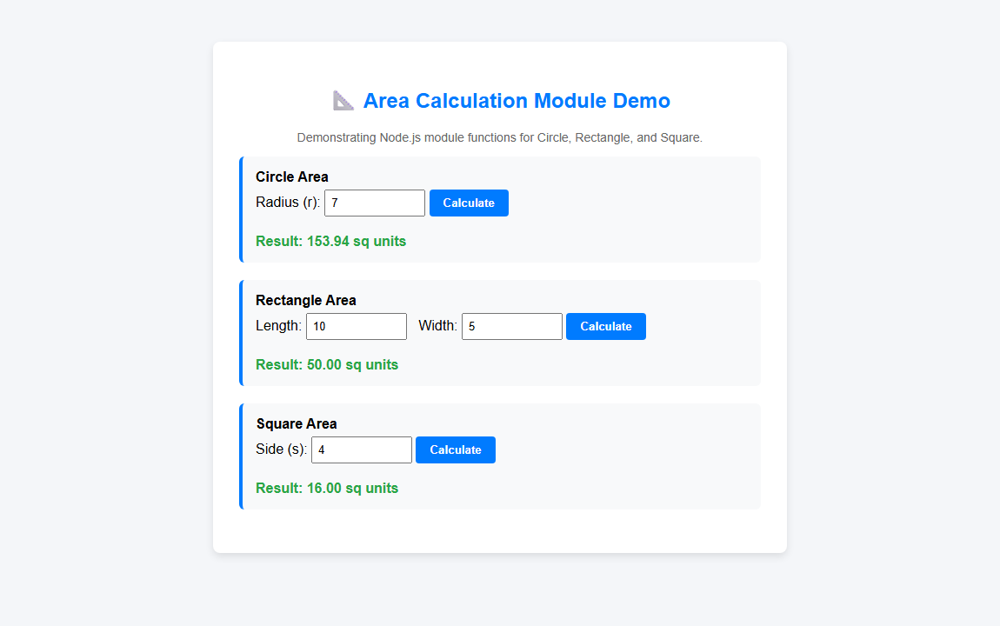 📐 Area Calculation Module Demo
Demonstrating Node.js module functions for Circle, Rectangle, and Square.
Circle Area
Radius (r): 7 Calculate
Result: 153.94 sq units
Rectangle Area
Length: 10 Width: 5 Calculate
Result: 50.00 sq units
Square Area
Side (s): 4 Calculate
Result: 16.00 sq units